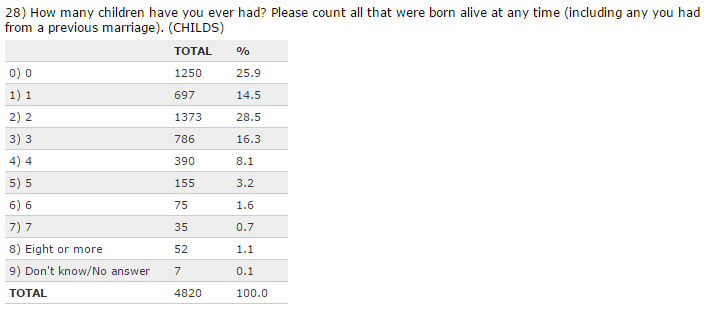 28) How many children have you ever had? Please count all that were born alive at any time (including any you had
from a previous marriage). (CHILDS)
TOTAL %
0) 0 1250 25.9
1) 1 697 14.5
2) 2 1373 28.5
3) 3 786 16.3
4) 4 390 8.1
5) 5 155 3.2
6) 6 75 1.6
7) 7 35 0.7
8) Eight or more 52 1.1
9) Don't know/No answer 7 0.1
TOTAL 4820 100.0